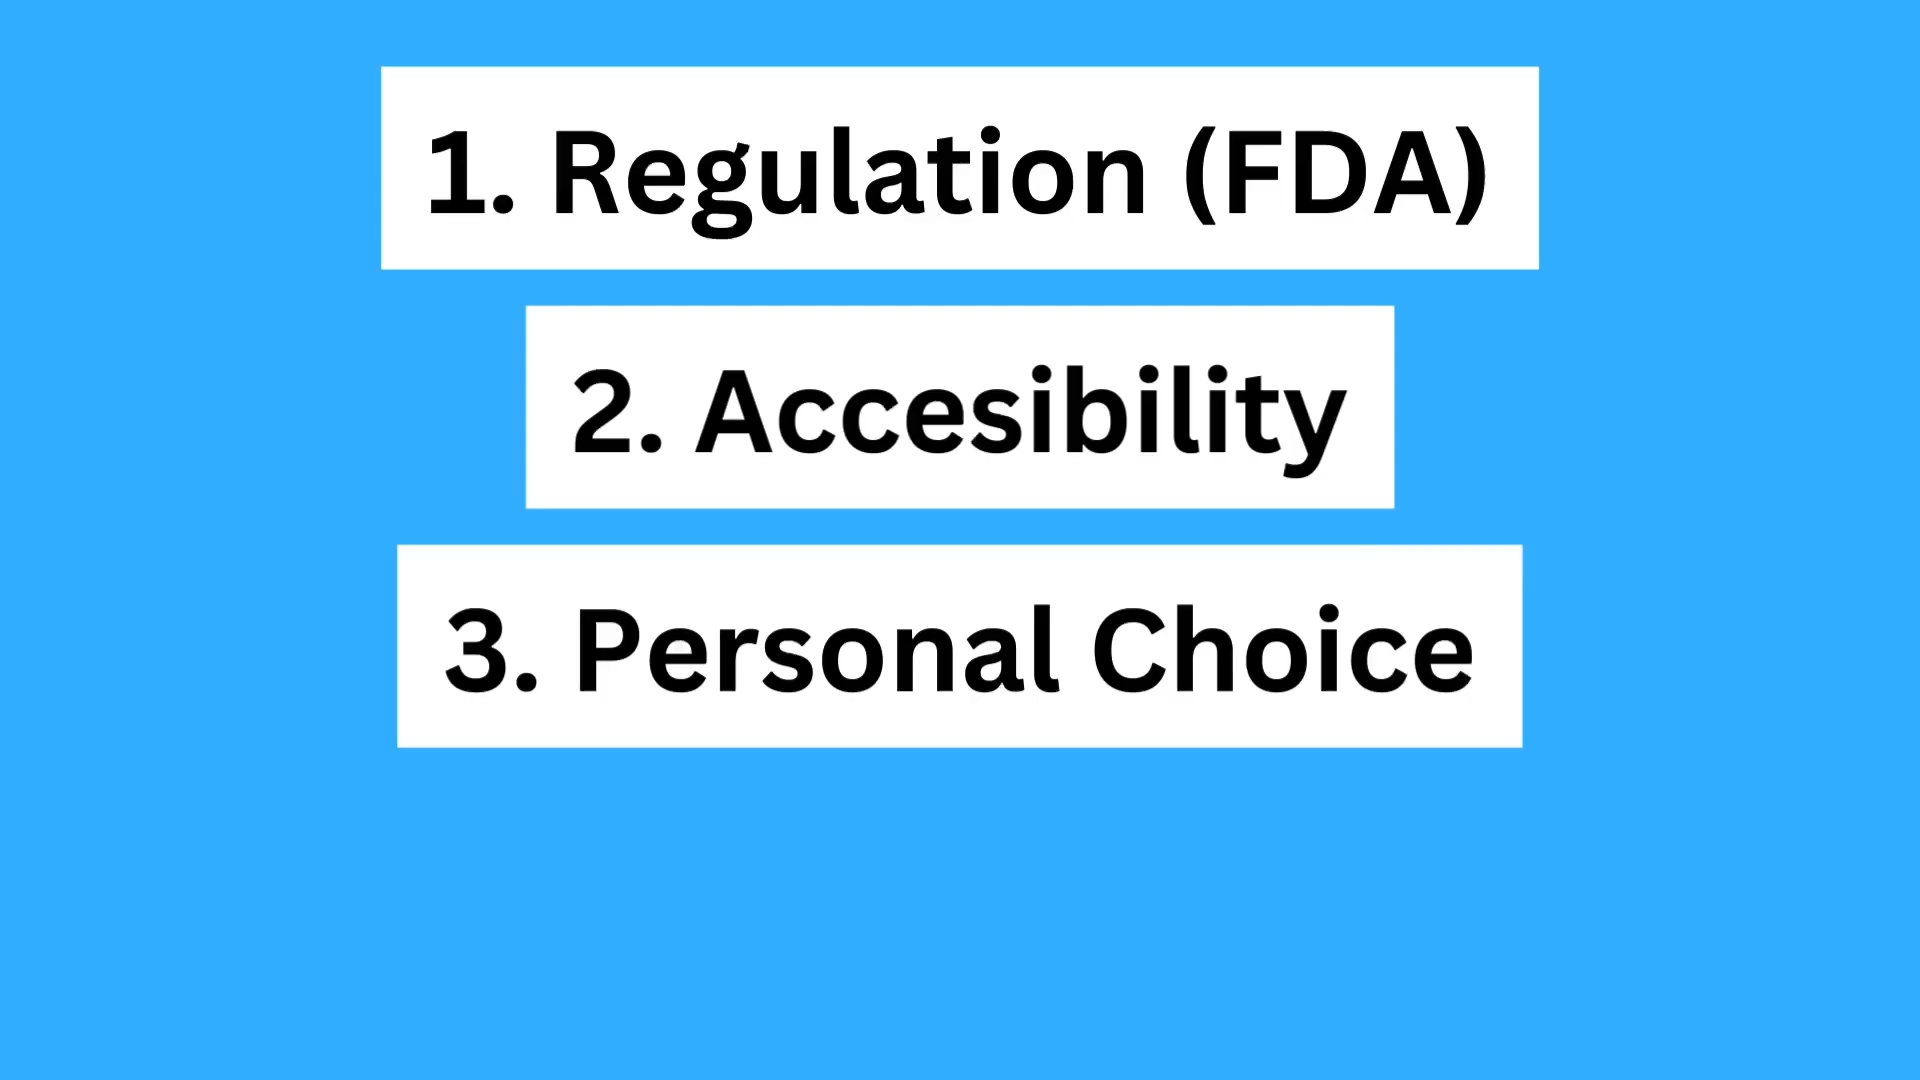 1. Regulation (FDA)
2. Accesibility
3. Personal Choice